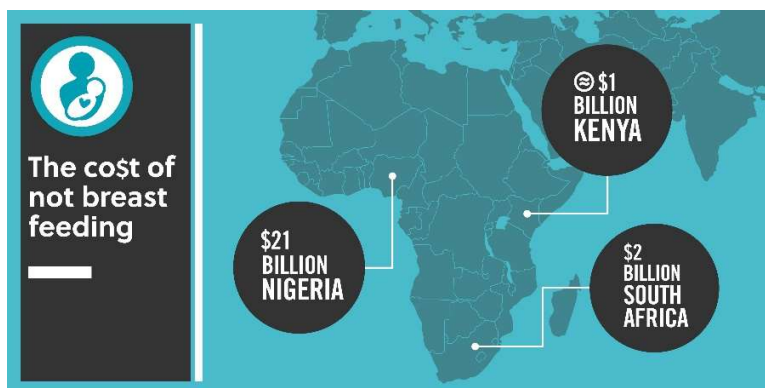 The co$t of
not breast
feeding
≈ $1
BILLION
KENYA
$21
BILLION
NIGERIA
$2
BILLION
SOUTH
AFRICA